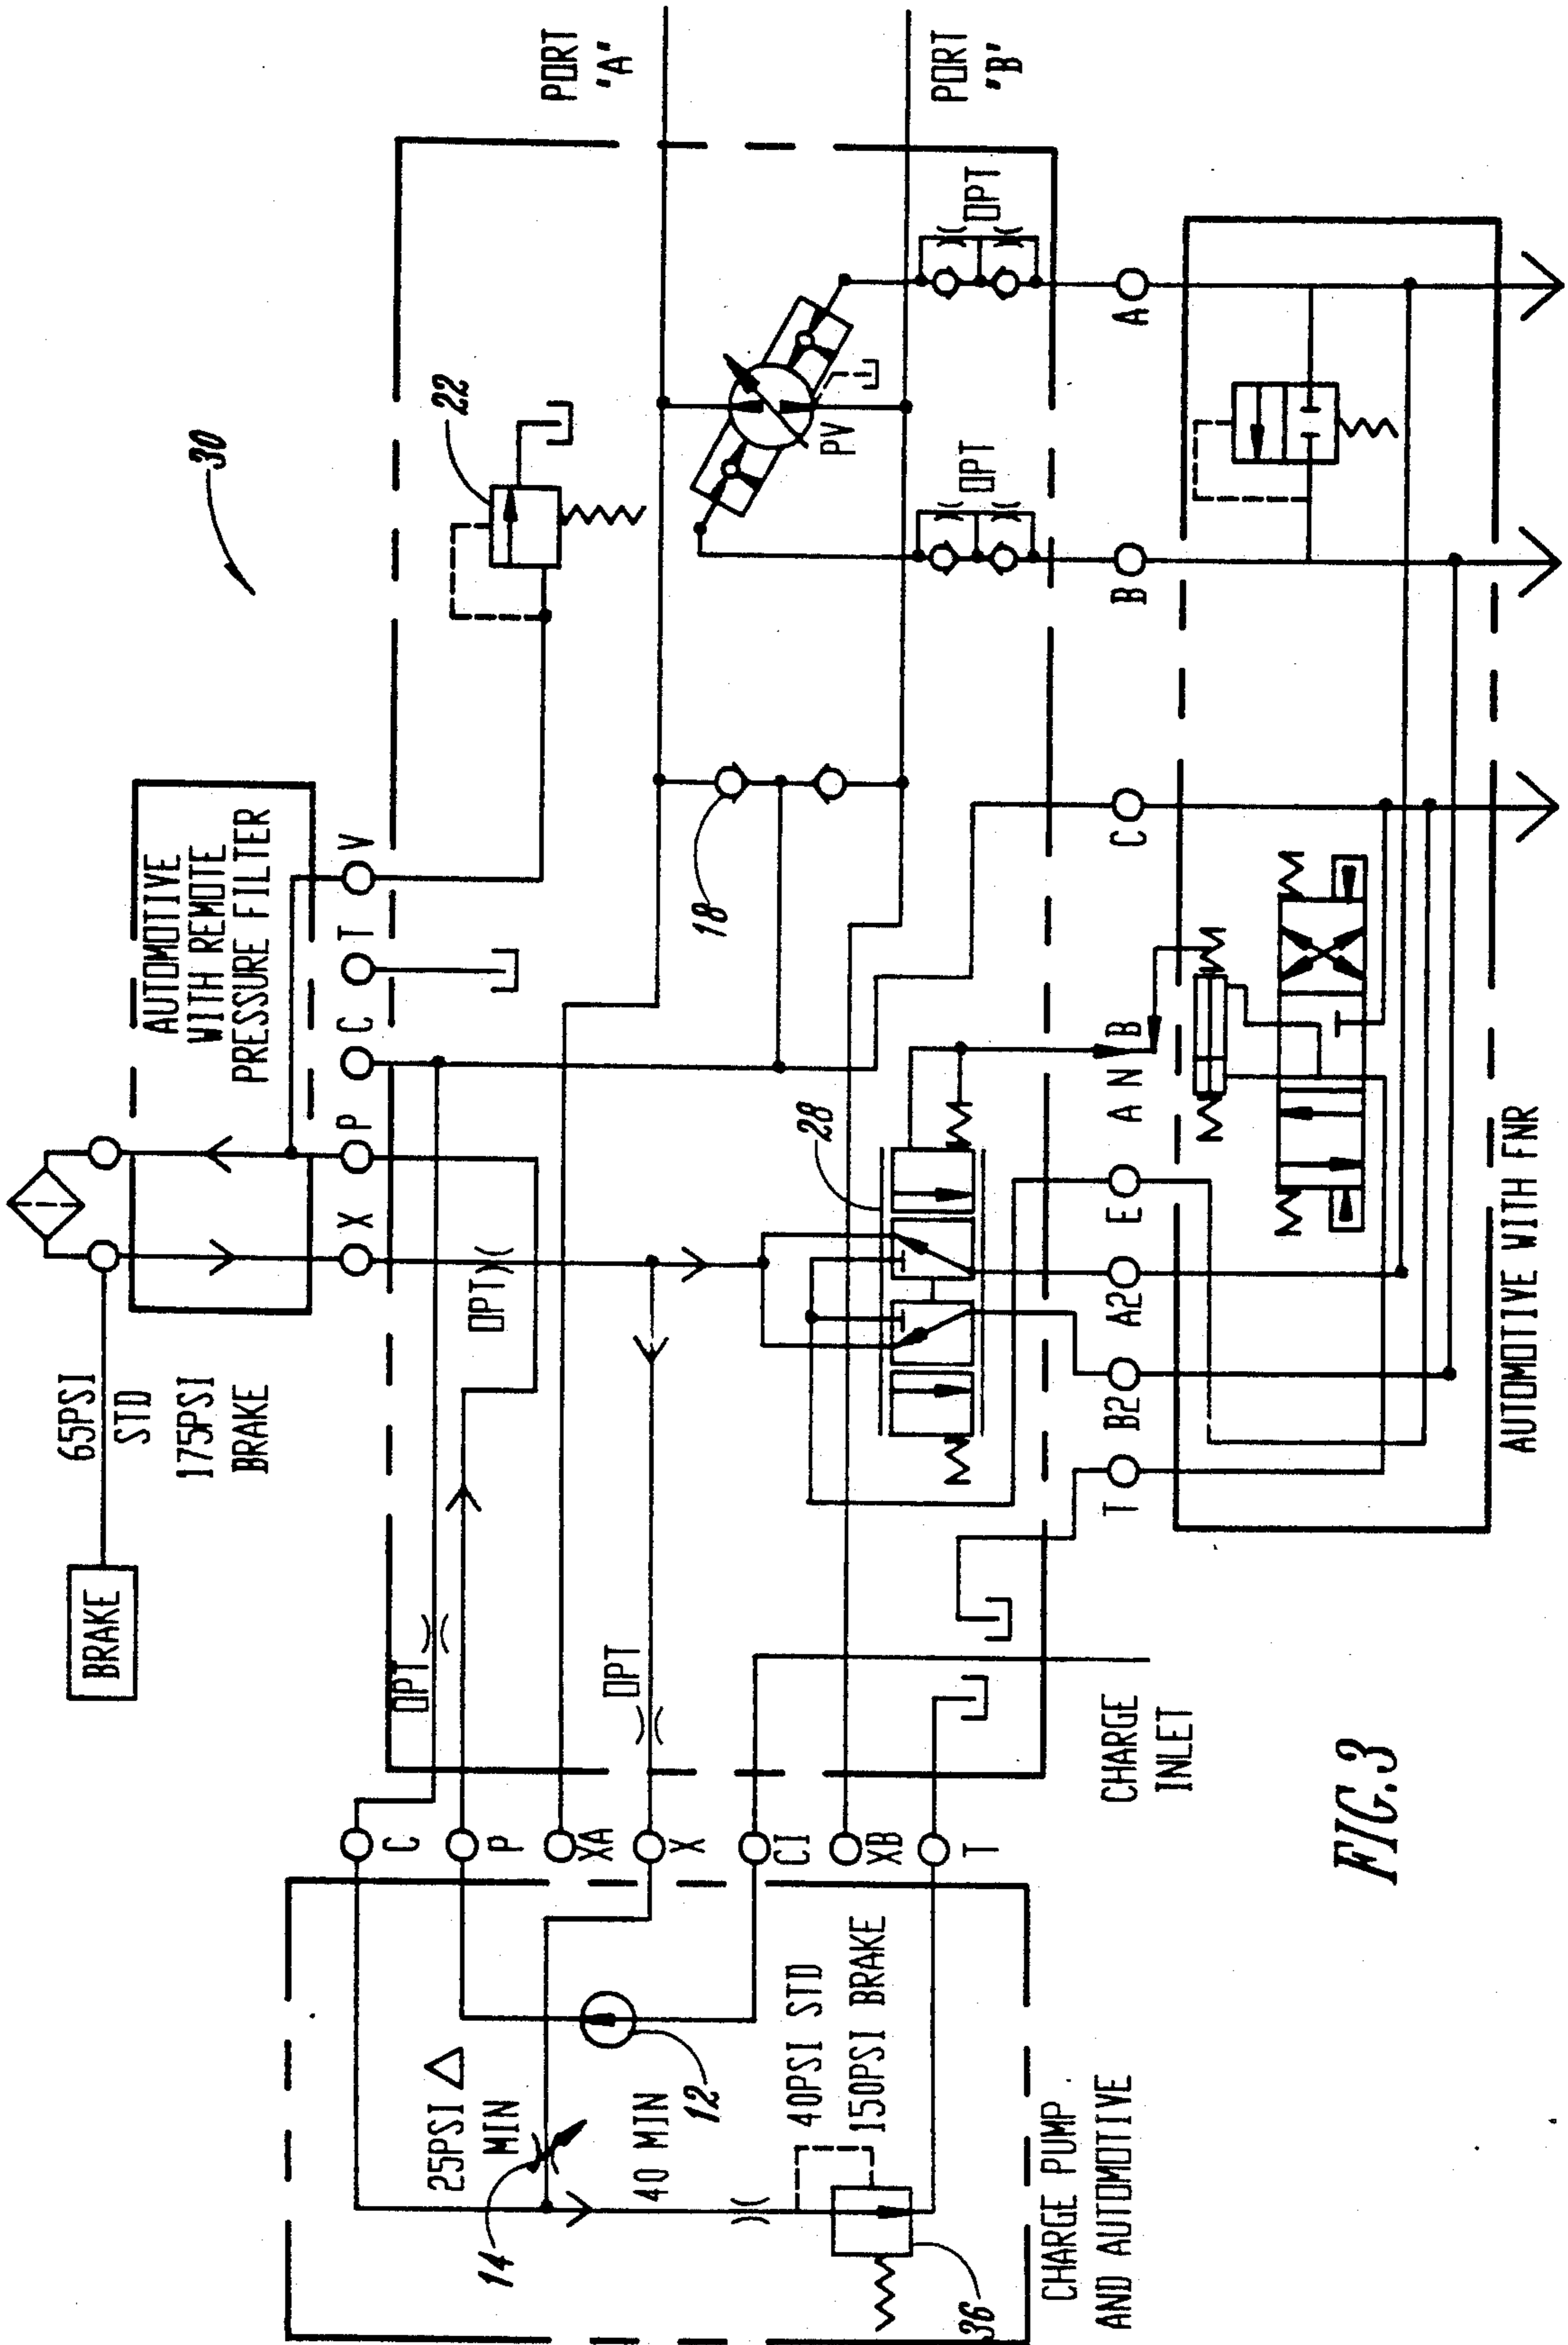 30
BRAKE
65PSI
STD
175PSI
BRAKE
AUTOMOTIVE
WITH REMOTE
PRESSURE FILTER
X
P
C
T
V
22
PORT
"A"
PORT
"B"
OPT
OPT
OPT
18
PV
OPT
OPT
28
C
P
XA
X
CI
XB
T
25PSI △
MIN
14
40 MIN
12
40PSI STD
150PSI BRAKE
36
CHARGE PUMP
AND AUTOMOTIVE
CHARGE
INLET
T
B2
A2
E
A N B
C
B
A
AUTOMOTIVE WITH FNR
FIG.3